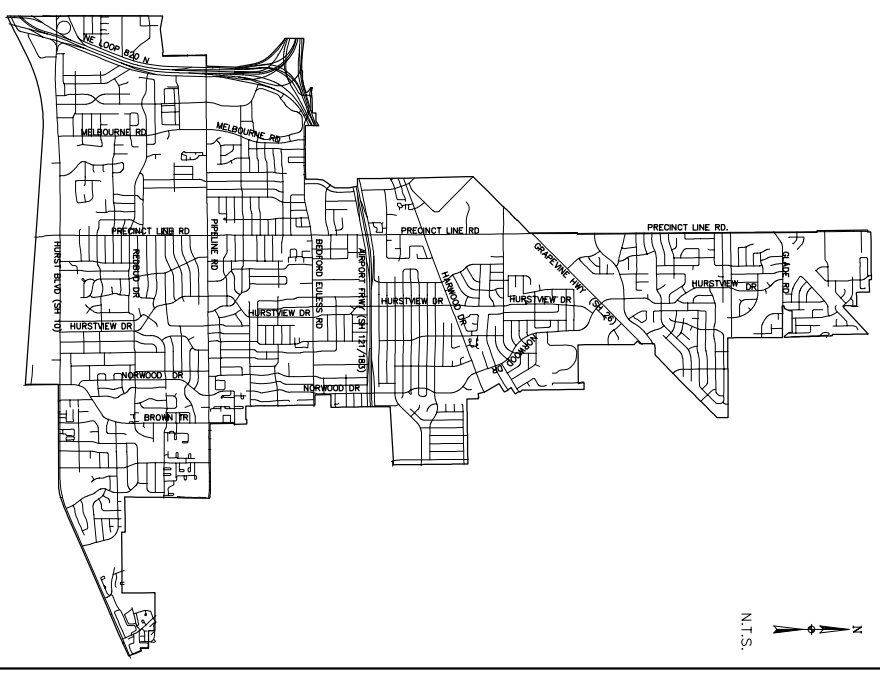 NE LOOP 820 N
MELBOURNE RD
MELBOURNE RD
PRECINCT LINE RD
PRECINCT LINE RD
PRECINCT LINE RD.
HURST BLVD (SH 10)
REDBUD DR
PIPELINE RD
BEDFORD EULESS RD
AIRPORT FRWY (SH 121/183)
HARWOOD DR
GRAPEVINE HWY (SH 26)
GLADE RD
HURSTVIEW DR
HURSTVIEW DR
HURSTVIEW DR
HURSTVIEW DR
HURSTVIEW DR
NORWOOD DR
NORWOOD DR
NORWOOD DR
BROWN TR
N.T.S.
N